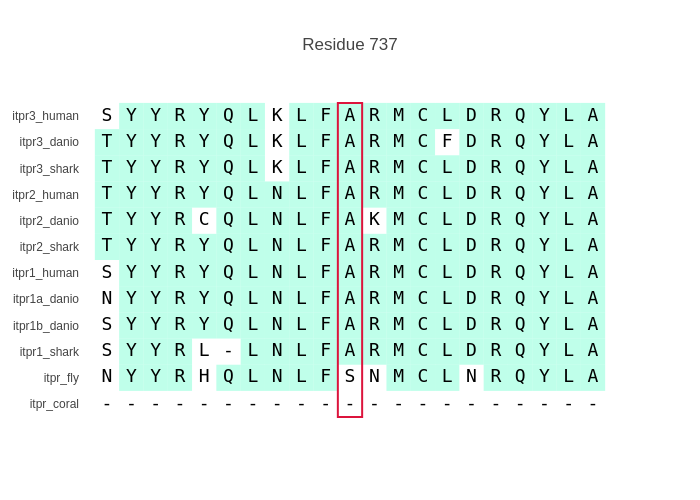 Residue 737
itpr3_human S Y Y R Y Q L K L F A R M C L D R Q Y L A
itpr3_danio T Y Y R Y Q L K L F A R M C F D R Q Y L A
itpr3_shark T Y Y R Y Q L K L F A R M C L D R Q Y L A
itpr2_human T Y Y R Y Q L N L F A R M C L D R Q Y L A
itpr2_danio T Y Y R C Q L N L F A K M C L D R Q Y L A
itpr2_shark T Y Y R Y Q L N L F A R M C L D R Q Y L A
itpr1_human S Y Y R Y Q L N L F A R M C L D R Q Y L A
itpr1a_danio N Y Y R Y Q L N L F A R M C L D R Q Y L A
itpr1b_danio S Y Y R Y Q L N L F A R M C L D R Q Y L A
itpr1_shark S Y Y R L - L N L F A R M C L D R Q Y L A
itpr_fly N Y Y R H Q L N L F S N M C L N R Q Y L A
itpr_coral - - - - - - - - - - - - - - - - - - - - -